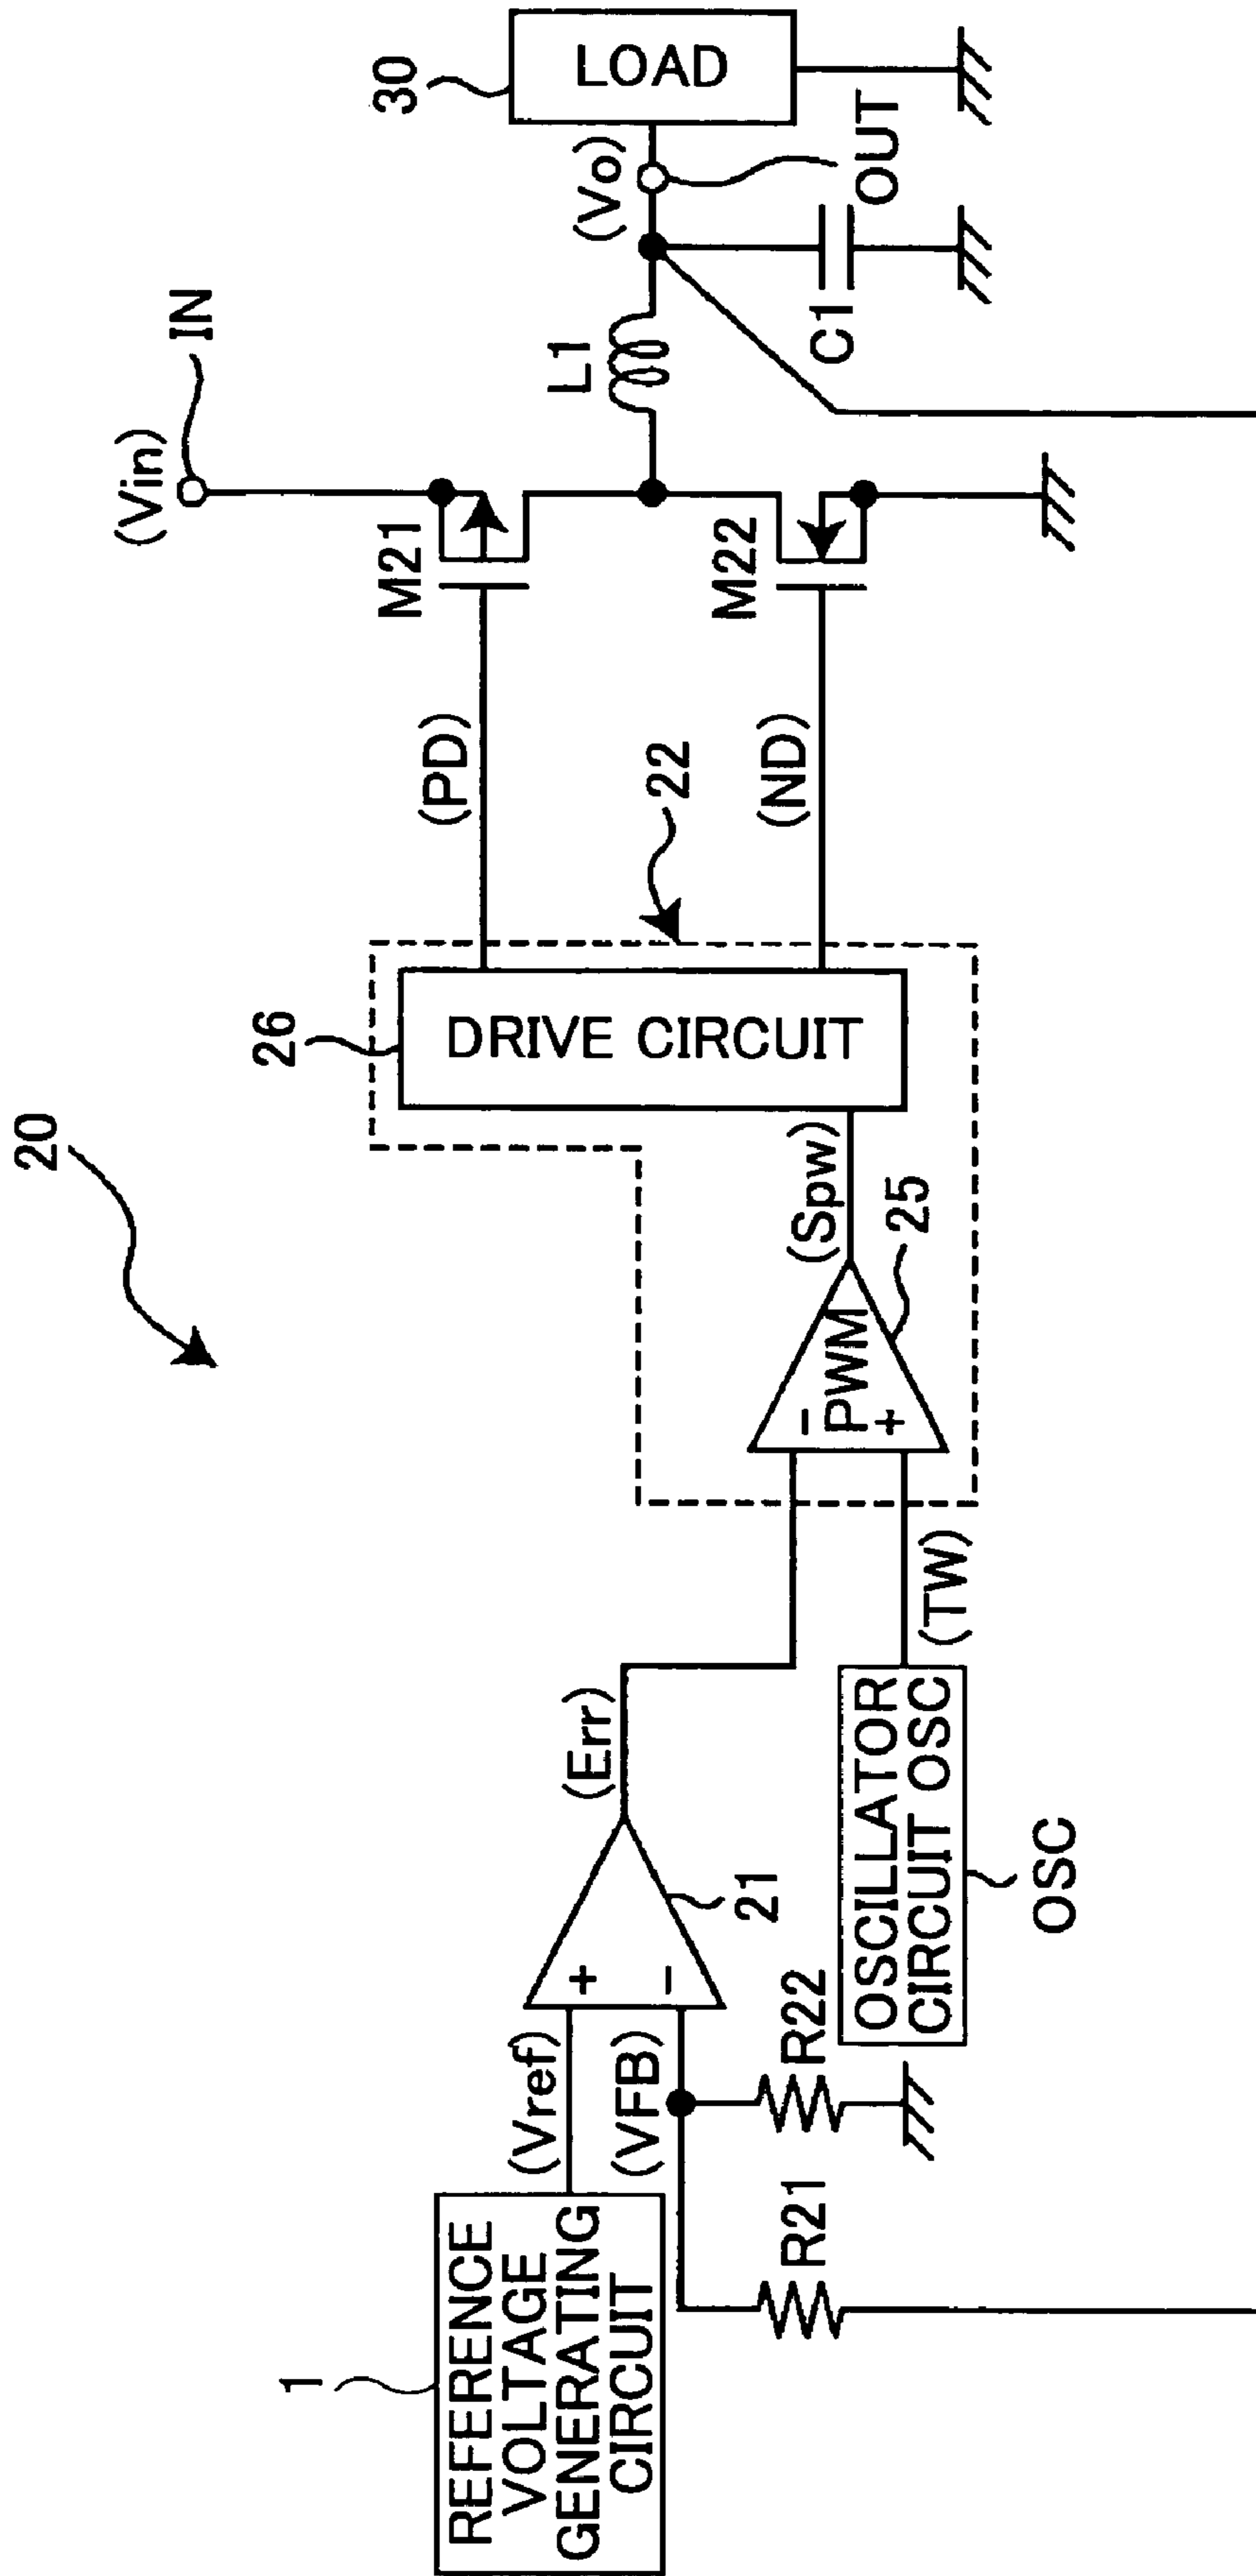 20
1
REFERENCE
VOLTAGE
GENERATING
CIRCUIT
(Vref)
(VFB)
+
-
21
(Err)
R21
R22
OSCILLATOR
CIRCUIT OSC
OSC
(TW)
-
PWM
+
25
(Spw)
26
DRIVE CIRCUIT
22
(PD)
(ND)
(Vin)
IN
M21
M22
L1
C1
(Vo)
OUT
30
LOAD